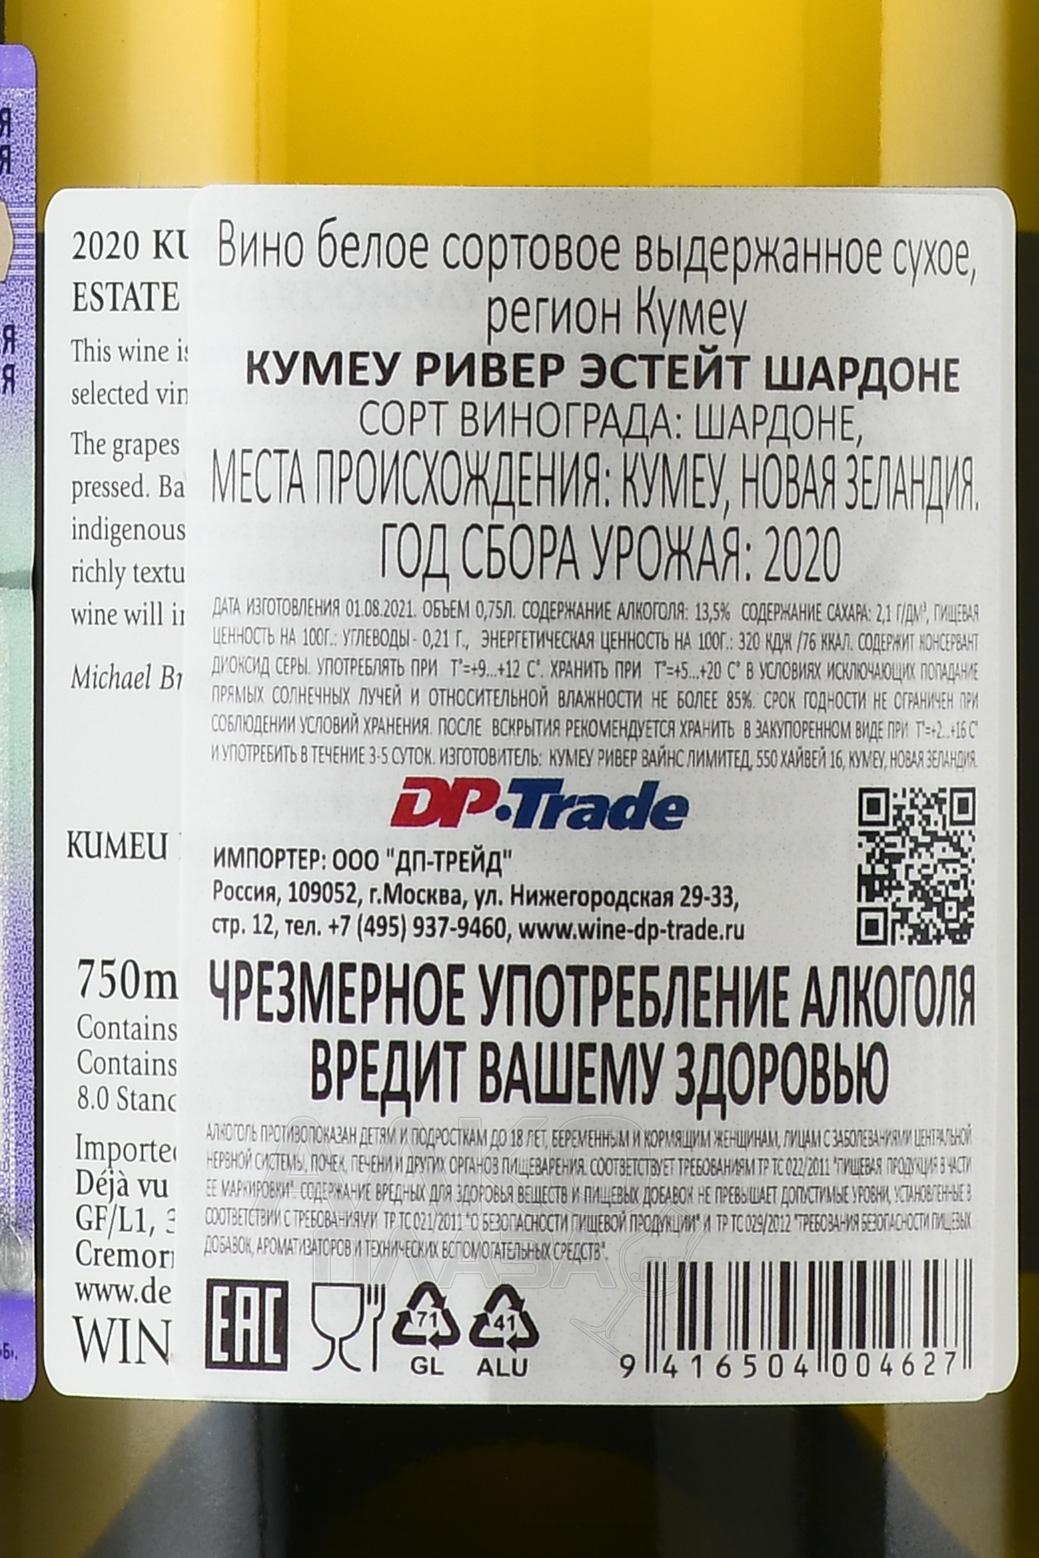 2020 KU
ESTATE
This wine is
selected vin
The grapes
pressed. Ba
indigenous
richly textu
wine will in
Michael Br
KUMEU
750m
Contains
Contains
8.0 Stanc
Importe
Déjà vu
GF/L1, 3
Cremor
www.de
WIN
Вино белое сортовое выдержанное сухое,
регион Кумеу
КУМЕУ РИВЕР ЭСТЕЙТ ШАРДОНЕ
СОРТ ВИНОГРАДА: ШАРДОНЕ,
МЕСТА ПРОИСХОЖДЕНИЯ: КУМЕУ, НОВАЯ ЗЕЛАНДИЯ.
ГОД СБОРА УРОЖАЯ: 2020
ДАТА ИЗГОТОВЛЕНИЯ 01.08.2021. ОБЪЕМ 0,75Л. СОДЕРЖАНИЕ АЛКОГОЛЯ: 13,5% СОДЕРЖАНИЕ САХАРА: 2,1 Г/ДМ³, ПИЩЕВАЯ
ЦЕННОСТЬ НА 100Г.: УГЛЕВОДЫ - 0,21 Г., ЭНЕРГЕТИЧЕСКАЯ ЦЕННОСТЬ НА 100Г.: 320 КДЖ /76 ККАЛ. СОДЕРЖИТ КОНСЕРВАНТ
ДИОКСИД СЕРЫ. УПОТРЕБЛЯТЬ ПРИ T°=+9...+12 C°. ХРАНИТЬ ПРИ T°=+5...+20 C° В УСЛОВИЯХ ИСКЛЮЧАЮЩИХ ПОПАДАНИЕ
ПРЯМЫХ СОЛНЕЧНЫХ ЛУЧЕЙ И ОТНОСИТЕЛЬНОЙ ВЛАЖНОСТИ НЕ БОЛЕЕ 85%. СРОК ГОДНОСТИ НЕ ОГРАНИЧЕН ПРИ
СОБЛЮДЕНИИ УСЛОВИЙ ХРАНЕНИЯ. ПОСЛЕ ВСКРЫТИЯ РЕКОМЕНДУЕТСЯ ХРАНИТЬ В ЗАКУПОРЕННОМ ВИДЕ ПРИ T°=+2...+16 C°
И УПОТРЕБИТЬ В ТЕЧЕНИЕ 3-5 СУТОК. ИЗГОТОВИТЕЛЬ: КУМЕУ РИВЕР ВАЙНС ЛИМИТЕД, 550 ХАЙВЕЙ 16, КУМЕУ, НОВАЯ ЗЕЛАНДИЯ.
DP·Trade
ИМПОРТЕР: ООО "ДП-ТРЕЙД"
Россия, 109052, г.Москва, ул. Нижегородская 29-33,
стр. 12, тел. +7 (495) 937-9460, www.wine-dp-trade.ru
ЧРЕЗМЕРНОЕ УПОТРЕБЛЕНИЕ АЛКОГОЛЯ
ВРЕДИТ ВАШЕМУ ЗДОРОВЬЮ
АЛКОГОЛЬ ПРОТИВОПОКАЗАН ДЕТЯМ И ПОДРОСТКАМ ДО 18 ЛЕТ, БЕРЕМЕННЫМ И КОРМЯЩИМ ЖЕНЩИНАМ, ЛИЦАМ С ЗАБОЛЕВАНИЯМИ ЦЕНТРАЛЬНОЙ
НЕРВНОЙ СИСТЕМЫ, ПОЧЕК, ПЕЧЕНИ И ДРУГИХ ОРГАНОВ ПИЩЕВАРЕНИЯ. СООТВЕТСТВУЕТ ТРЕБОВАНИЯМ ТР ТС 022/2011 "ПИЩЕВАЯ ПРОДУКЦИЯ В ЧАСТИ
ЕЕ МАРКИРОВКИ". СОДЕРЖАНИЕ ВРЕДНЫХ ДЛЯ ЗДОРОВЬЯ ВЕЩЕСТВ И ПИЩЕВЫХ ДОБАВОК НЕ ПРЕВЫШАЕТ ДОПУСТИМЫЕ УРОВНИ, УСТАНОВЛЕННЫЕ В
СООТВЕТСТВИИ С ТРЕБОВАНИЯМИ ТР ТС 021/2011 "О БЕЗОПАСНОСТИ ПИЩЕВОЙ ПРОДУКЦИИ" И ТР ТС 029/2012 "ТРЕБОВАНИЯ БЕЗОПАСНОСТИ ПИЩЕВЫХ
ДОБАВОК, АРОМАТИЗАТОРОВ И ТЕХНИЧЕСКИХ ВСПОМОГАТЕЛЬНЫХ СРЕДСТВ".
EAC
71
GL
41
ALU
9 416504 004627